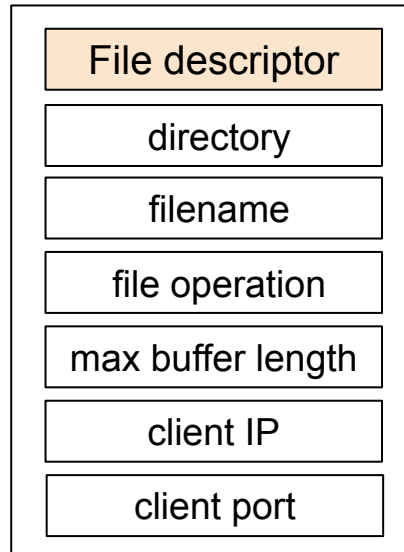 File descriptor
directory
filename
file operation
max buffer length
client IP
client port